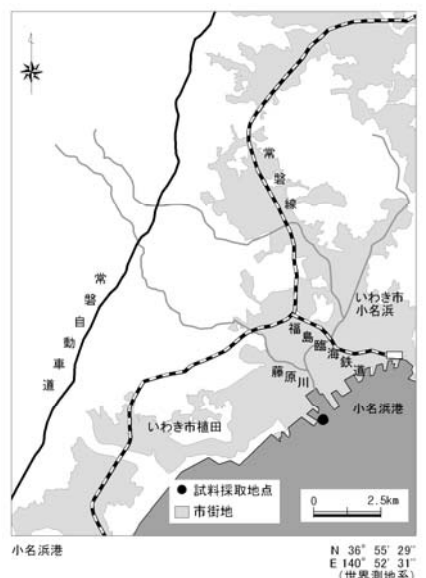 常磐線
常磐自動車道
いわき市
小名浜
福島臨海鉄道
藤原川
小名浜港
いわき市植田
試料採取地点
市街地
0 2.5km
小名浜港
N 36° 55′ 29″
E 140° 52′ 31″
(世界測地系)